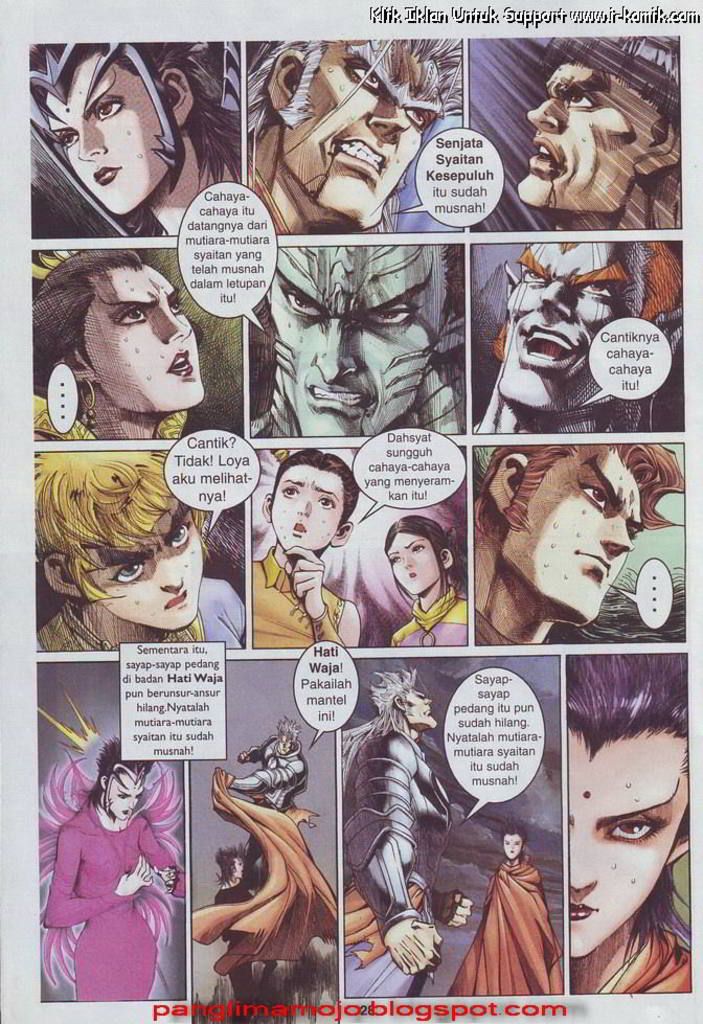 Klik Iklan Untuk Support www.ir-komik.com
Senjata
Syaitan
Kesepuluh
itu sudah
musnah!
Cahaya-
cahaya itu
datangnya dari
mutiara-mutiara
syaitan yang
telah musnah
dalam letupan
itu!
....
Cantiknya
cahaya-
cahaya
itu!
Cantik?
Tidak! Loya
aku melihat-
nya!
Dahsyat
sungguh
cahaya-cahaya
yang menyeram-
kan itu!
....
Sementara itu,
sayap-sayap pedang
di badan Hati Waja
pun berunsur-ansur
hilang.Nyatalah
mutiara-mutiara
syaitan itu sudah
musnah!
Hati
Waja!
Pakailah
mantel
ini!
Sayap-
sayap
pedang itu pun
sudah hilang.
Nyatalah mutiara-
mutiara syaitan
itu sudah
musnah!
28
panglimamojo.blogspot.com